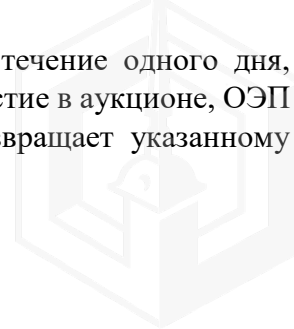 течение одного дня,
стие в аукционе, ОЭП
вращает указанному